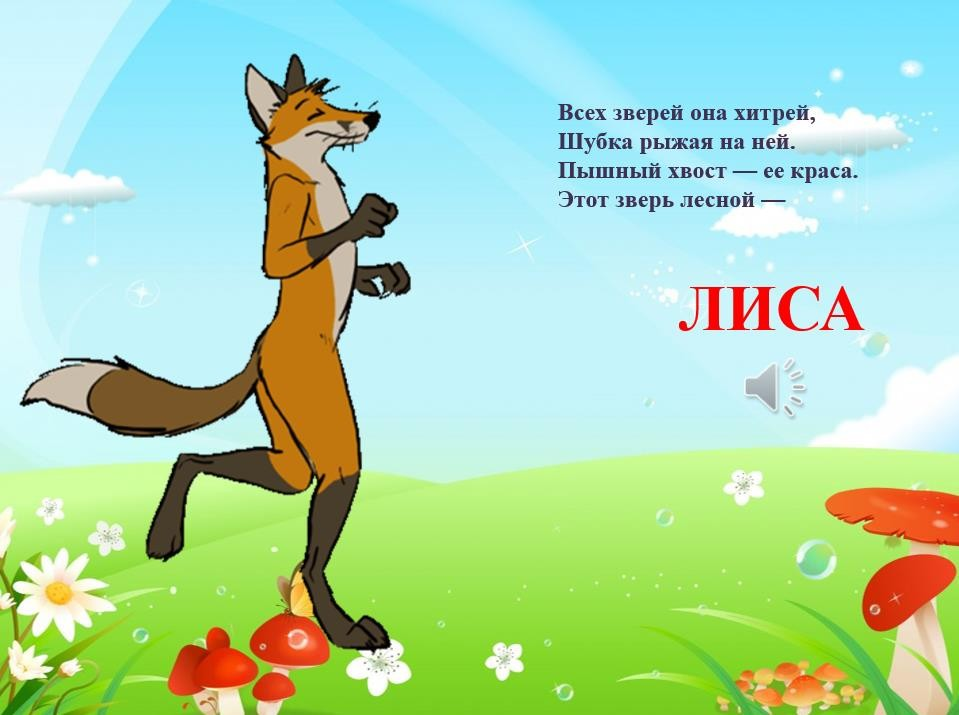 Всех зверей она хитрей,
Шубка рыжая на ней.
Пышный хвост — ее краса.
Этот зверь лесной —
ЛИСА